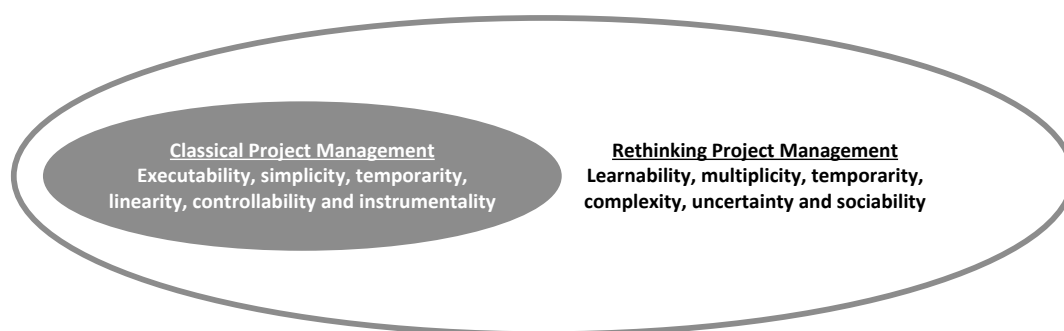 Classical Project Management
Executability, simplicity, temporarity,
linearity, controllability and instrumentality
Rethinking Project Management
Learnability, multiplicity, temporarity,
complexity, uncertainty and sociability